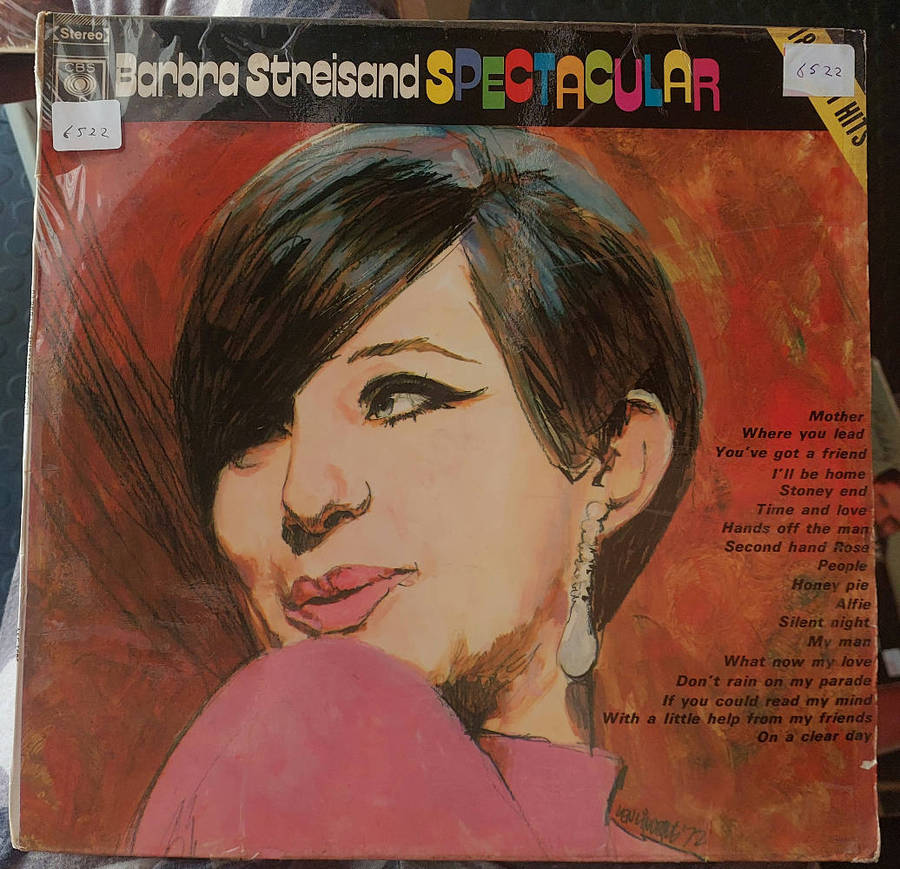 Stereo
CBS
Barbra Streisand SPECTACULAR
HITS
6522
6522
Mother
Where you lead
You've got a friend
I'll be home
Stoney end
Time and love
Hands off the man
Second hand Rose
People
Honey pie
Alfie
Silent night
My man
What now my love
Don't rain on my parade
If you could read my mind
With a little help from my friends
On a clear day
'72